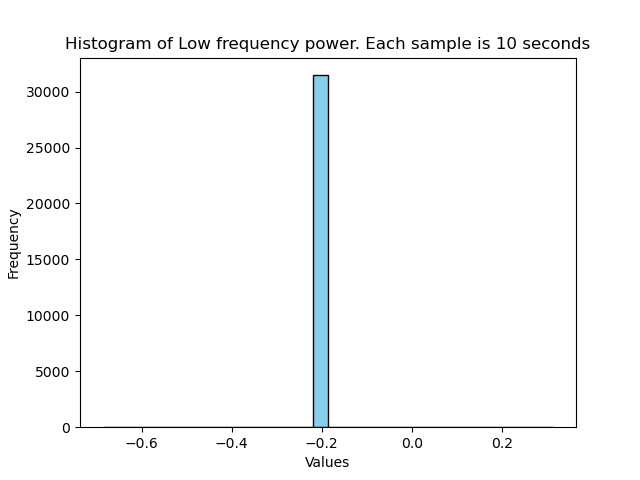 Histogram of Low frequency power. Each sample is 10 seconds
30000
25000
20000
15000
10000
5000
0
Frequency
−0.6 −0.4 −0.2 0.0 0.2
Values